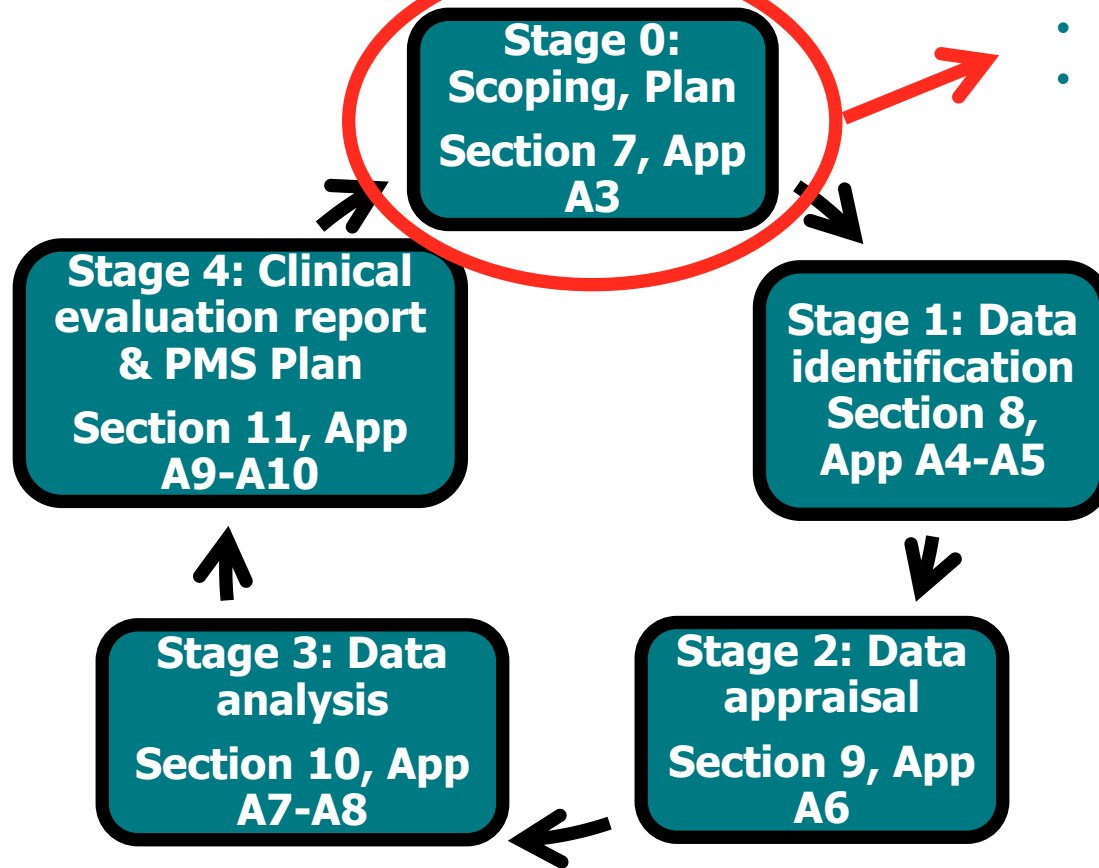 Stage 0:
Scoping, Plan
Section 7, App
A3
Stage 1: Data
identification
Section 8,
App A4-A5
Stage 2: Data
appraisal
Section 9, App
A6
Stage 3: Data
analysis
Section 10, App
A7-A8
Stage 4: Clinical
evaluation report
& PMS Plan
Section 11, App
A9-A10